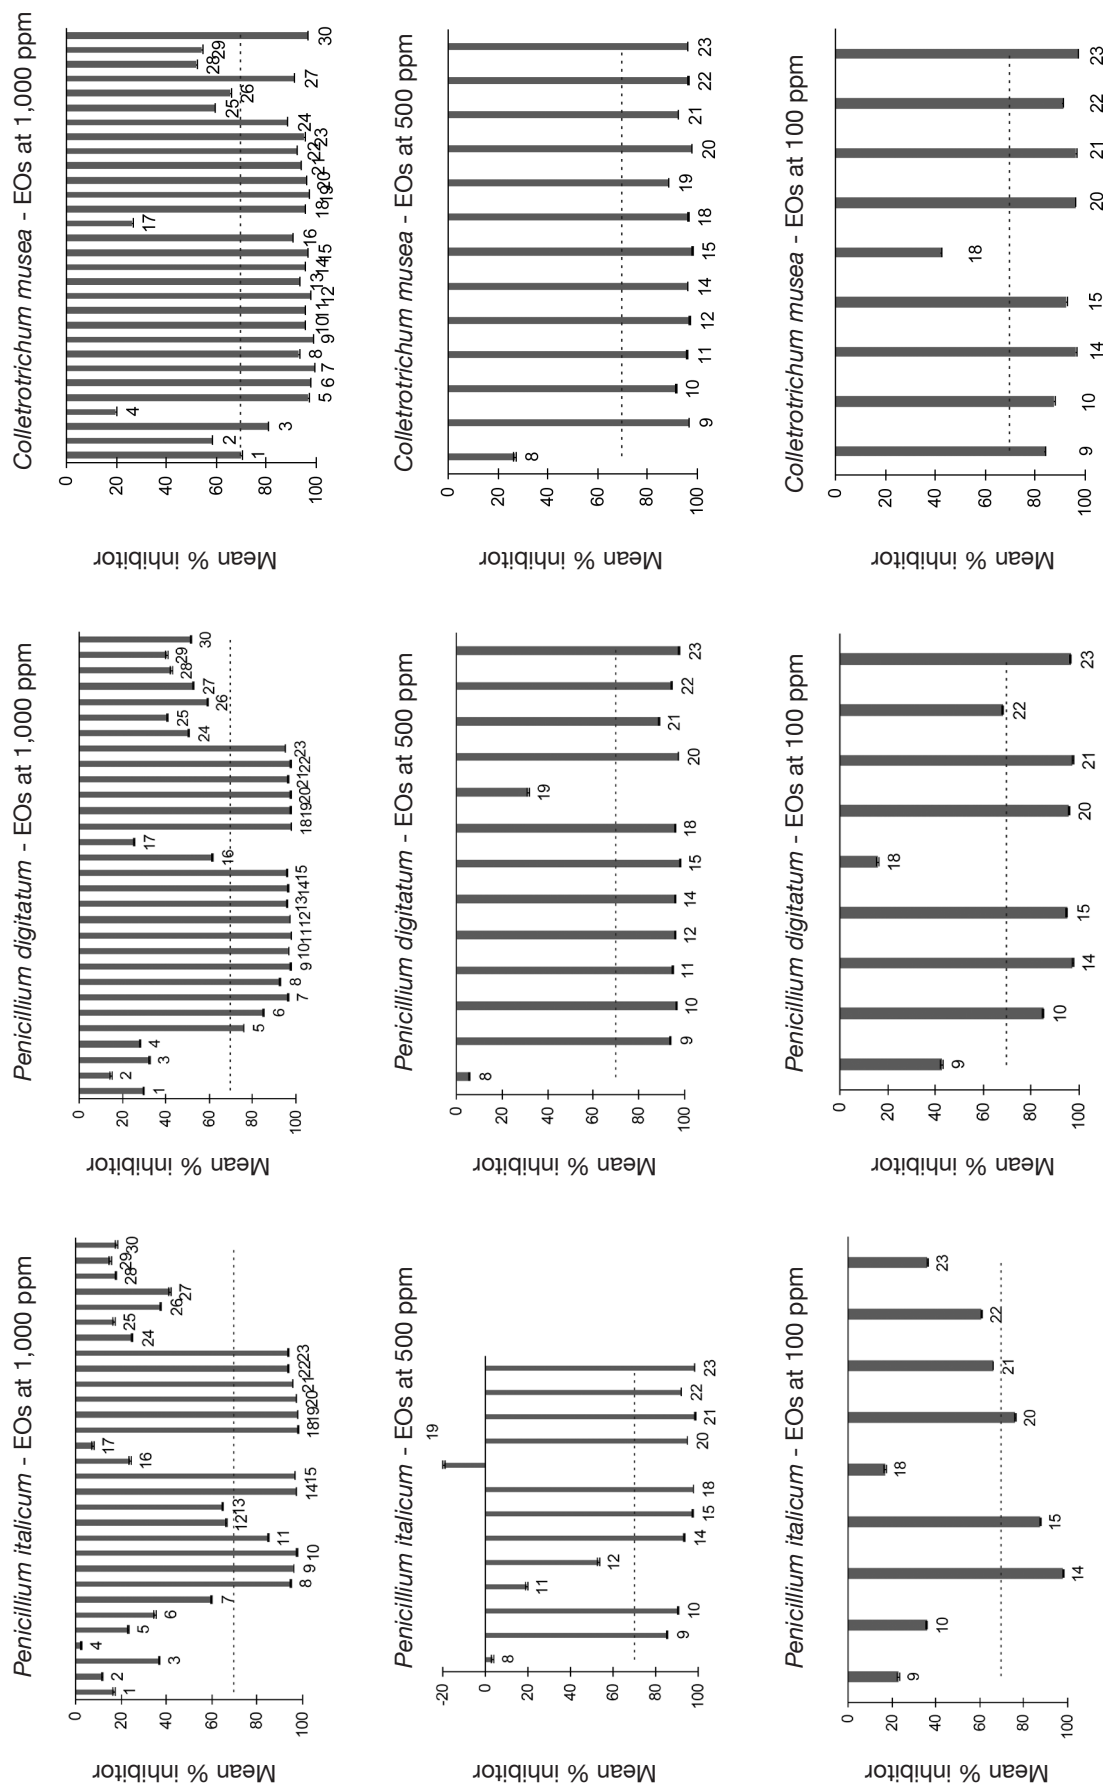 Penicillium italicum - EOs at 1,000 ppm
Mean % inhibitor
0
20
40
60
80
100
1 2 3 4 5 6 7 8 9 10 11 12 13 14 15 16 17 18 19 20 21 22 23 24 25 26 27 28 29 30
Penicillium digitatum - EOs at 1,000 ppm
Mean % inhibitor
0
20
40
60
80
100
1 2 3 4 5 6 7 8 9 10 11 12 13 14 15 16 17 18 19 20 21 22 23 24 25 26 27 28 29 30
Colletrotrichum musea - EOs at 1,000 ppm
Mean % inhibitor
0
20
40
60
80
100
1 2 3 4 5 6 7 8 9 10 11 12 13 14 15 16 17 18 19 20 21 22 23 24 25 26 27 28 29 30
Penicillium italicum - EOs at 500 ppm
Mean % inhibitor
-20
0
20
40
60
80
100
8 9 10 11 12 14 15 18 19 20 21 22 23
Penicillium digitatum - EOs at 500 ppm
Mean % inhibitor
0
20
40
60
80
100
8 9 10 11 12 14 15 18 19 20 21 22 23
Colletrotrichum musea - EOs at 500 ppm
Mean % inhibitor
0
20
40
60
80
100
8 9 10 11 12 14 15 18 19 20 21 22 23
Penicillium italicum - EOs at 100 ppm
Mean % inhibitor
0
20
40
60
80
100
9 10 14 15 18 20 21 22 23
Penicillium digitatum - EOs at 100 ppm
Mean % inhibitor
0
20
40
60
80
100
9 10 14 15 18 20 21 22 23
Colletrotrichum musea - EOs at 100 ppm
Mean % inhibitor
0
20
40
60
80
100
9 10 14 15 18 20 21 22 23